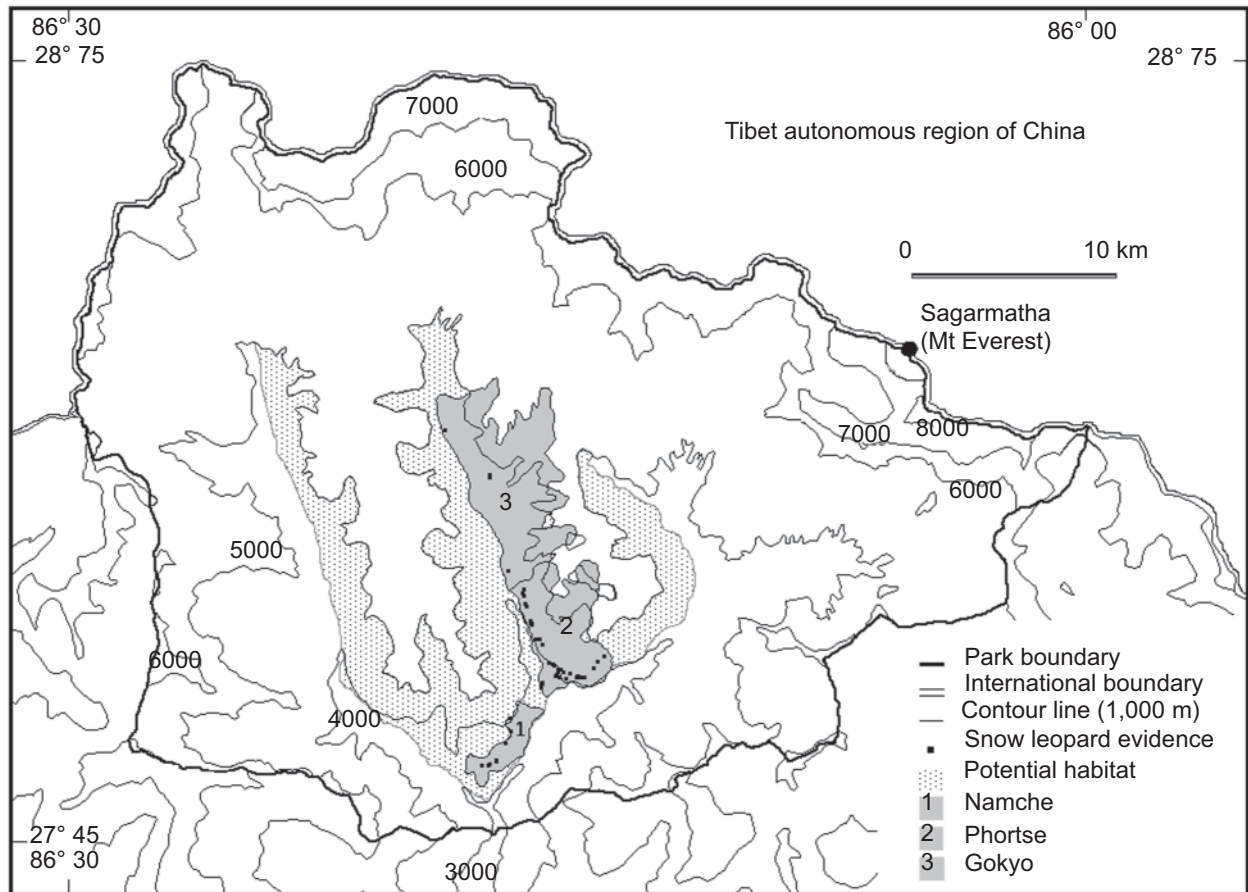 86° 30
28° 75
86° 00
28° 75
7000
Tibet autonomous region of China
6000
0 10 km
Sagarmatha
(Mt Everest)
7000
8000
6000
3
5000
2
6000
4000
1
Park boundary
International boundary
Contour line (1,000 m)
Snow leopard evidence
Potential habitat
1 Namche
2 Phortse
3 Gokyo
27° 45
86° 30
3000